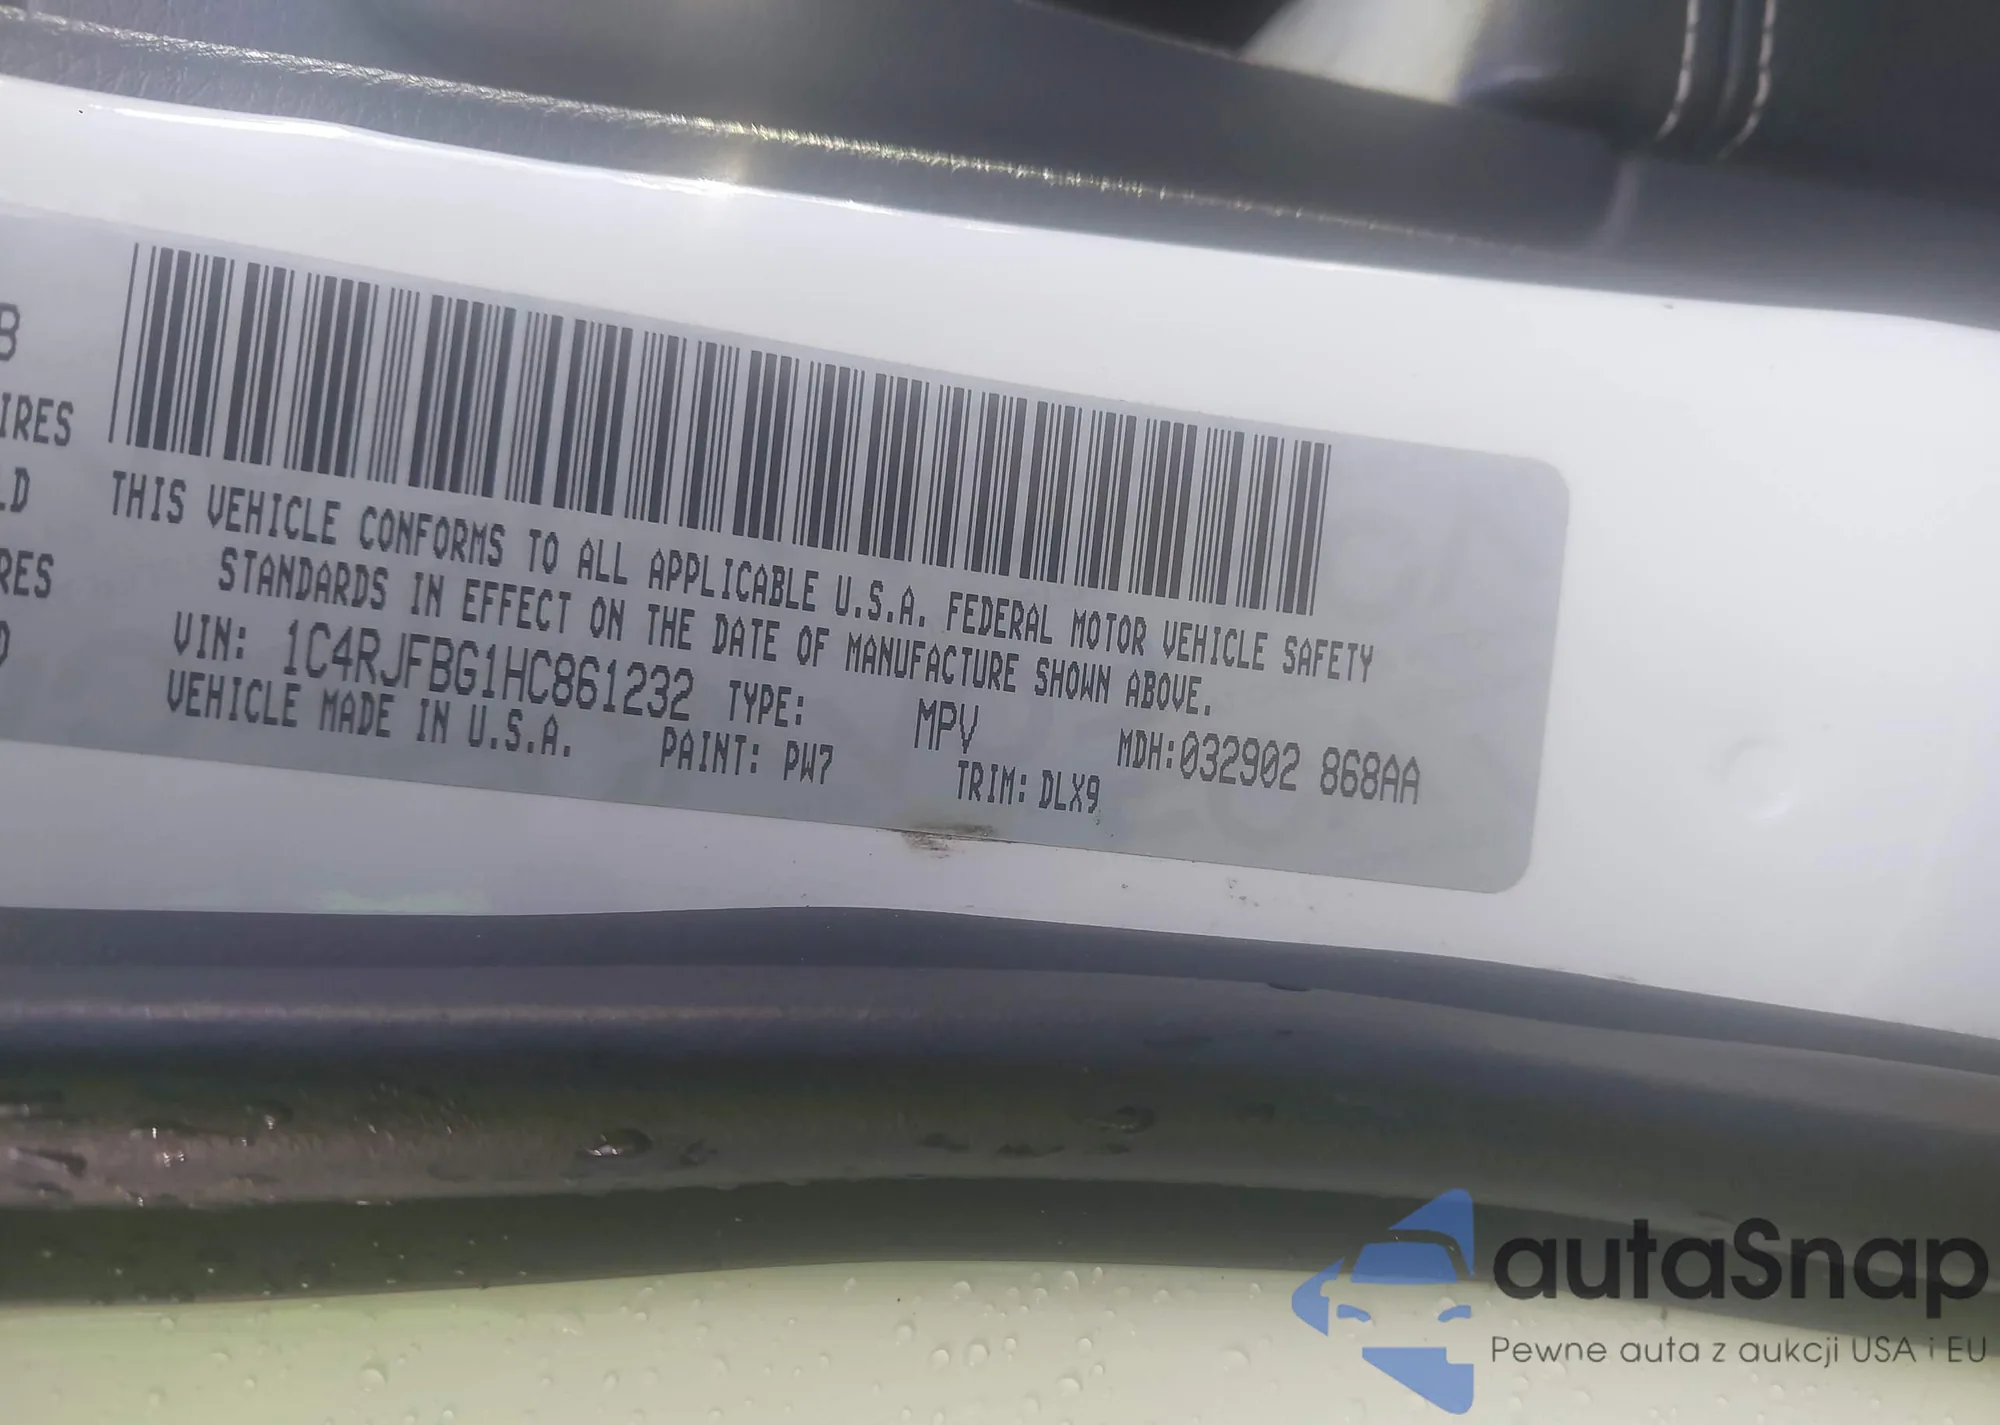 B
IRES
LD
RES
D
THIS VEHICLE CONFORMS TO ALL APPLICABLE U.S.A. FEDERAL MOTOR VEHICLE SAFETY
STANDARDS IN EFFECT ON THE DATE OF MANUFACTURE SHOWN ABOVE.
VIN: 1C4RJFBG1HC861232 TYPE: MPV MDH:032902 868AA
VEHICLE MADE IN U.S.A. PAINT: PW7 TRIM: DLX9
autaSnap
Pewne auta z aukcji USA i EU